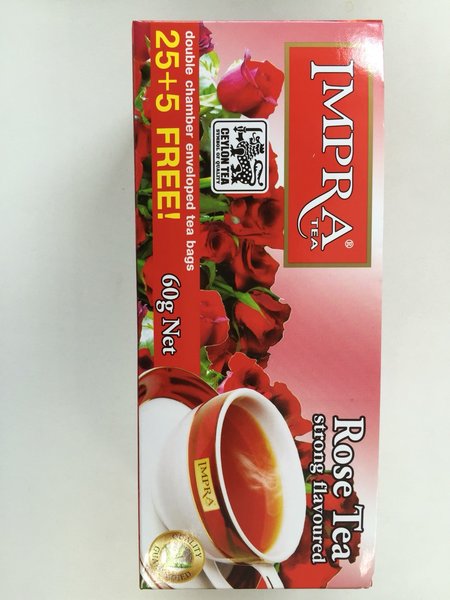 IMPRA®
TEA
CEYLON TEA
SYMBOL OF QUALITY
double chamber enveloped tea bags
25+5 FREE!
60g Net
Rose Tea
strong flavoured
IMPRA
QUALITY